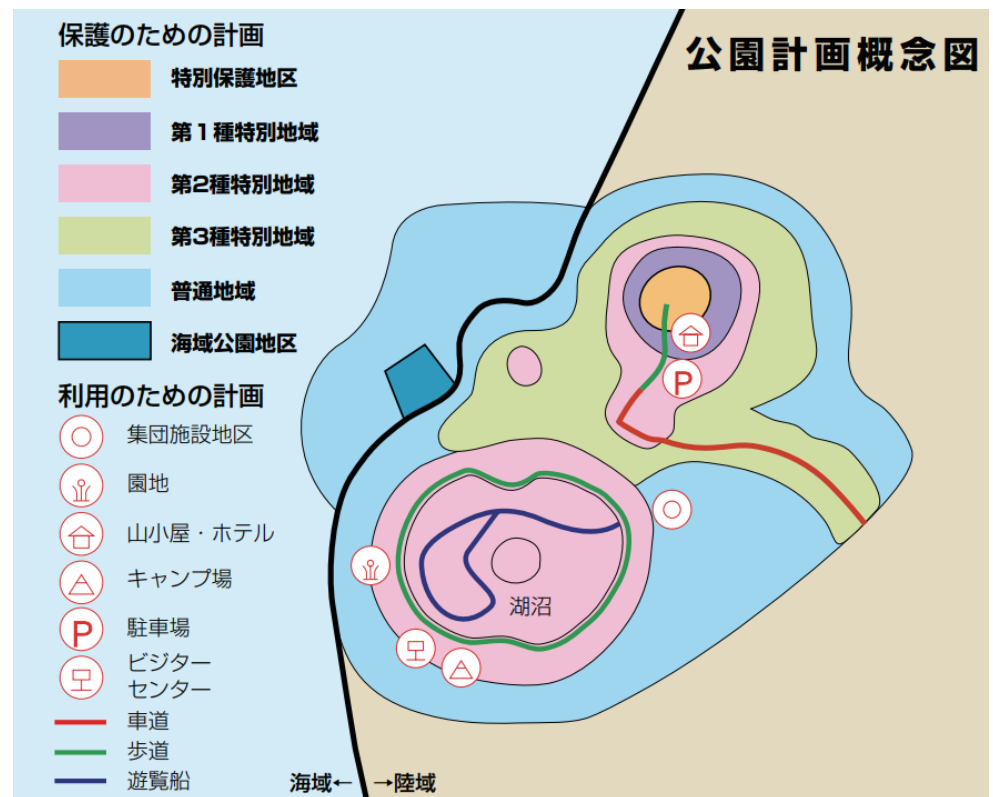 公園計画概念図
保護のための計画
特別保護地区
第1種特別地域
第2種特別地域
第3種特別地域
普通地域
海域公園地区
利用のための計画
集団施設地区
園地
山小屋・ホテル
キャンプ場
P
駐車場
ビジター
センター
車道
歩道
遊覧船
P
湖沼
海域← →陸域